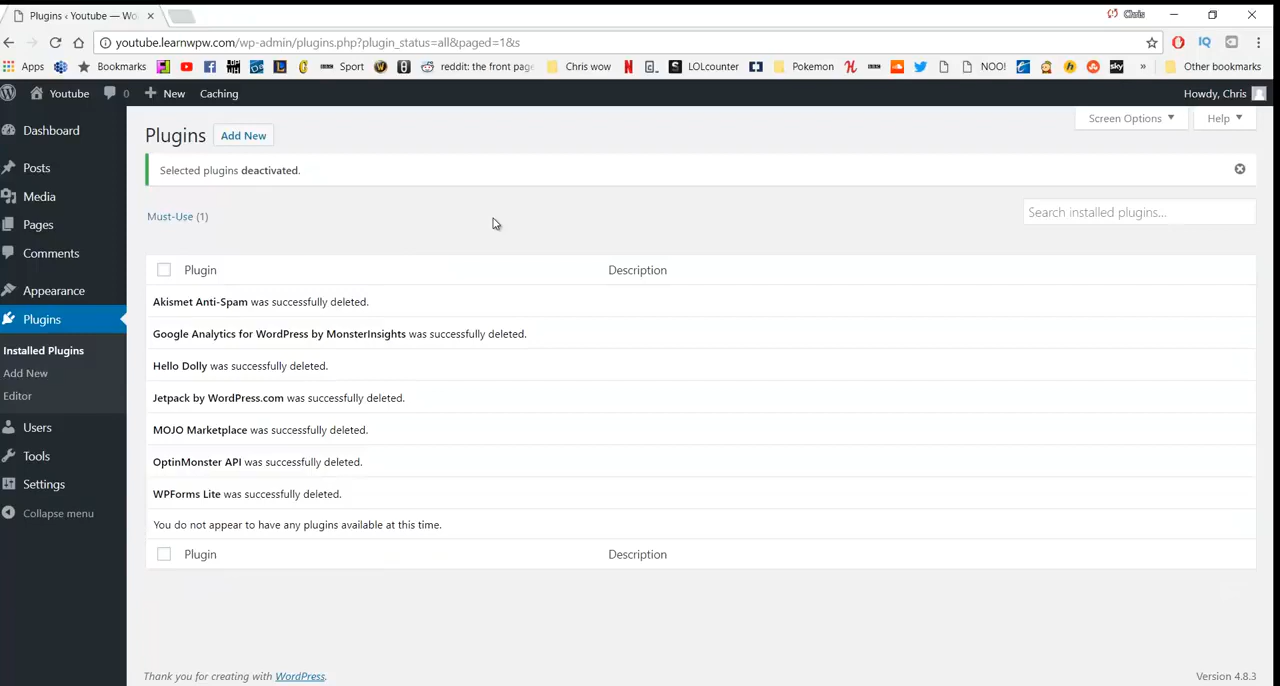 Plugins ‹ Youtube — Wo
Chris
youtube.learnwpw.com/wp-admin/plugins.php?plugin_status=all&paged=1&s
Apps Bookmarks Sport reddit: the front page Chris wow LOLcounter Pokemon NOO! sky » Other bookmarks
Youtube 0 New Caching Howdy, Chris
Screen Options Help
Dashboard
Posts
Media
Pages
Comments
Appearance
Plugins
Installed Plugins
Add New
Editor
Users
Tools
Settings
Collapse menu
Plugins Add New
Selected plugins deactivated.
Must-Use (1)
Search installed plugins...
Plugin Description
Akismet Anti-Spam was successfully deleted.
Google Analytics for WordPress by MonsterInsights was successfully deleted.
Hello Dolly was successfully deleted.
Jetpack by WordPress.com was successfully deleted.
MOJO Marketplace was successfully deleted.
OptinMonster API was successfully deleted.
WPForms Lite was successfully deleted.
You do not appear to have any plugins available at this time.
Plugin Description
Thank you for creating with WordPress.
Version 4.8.3